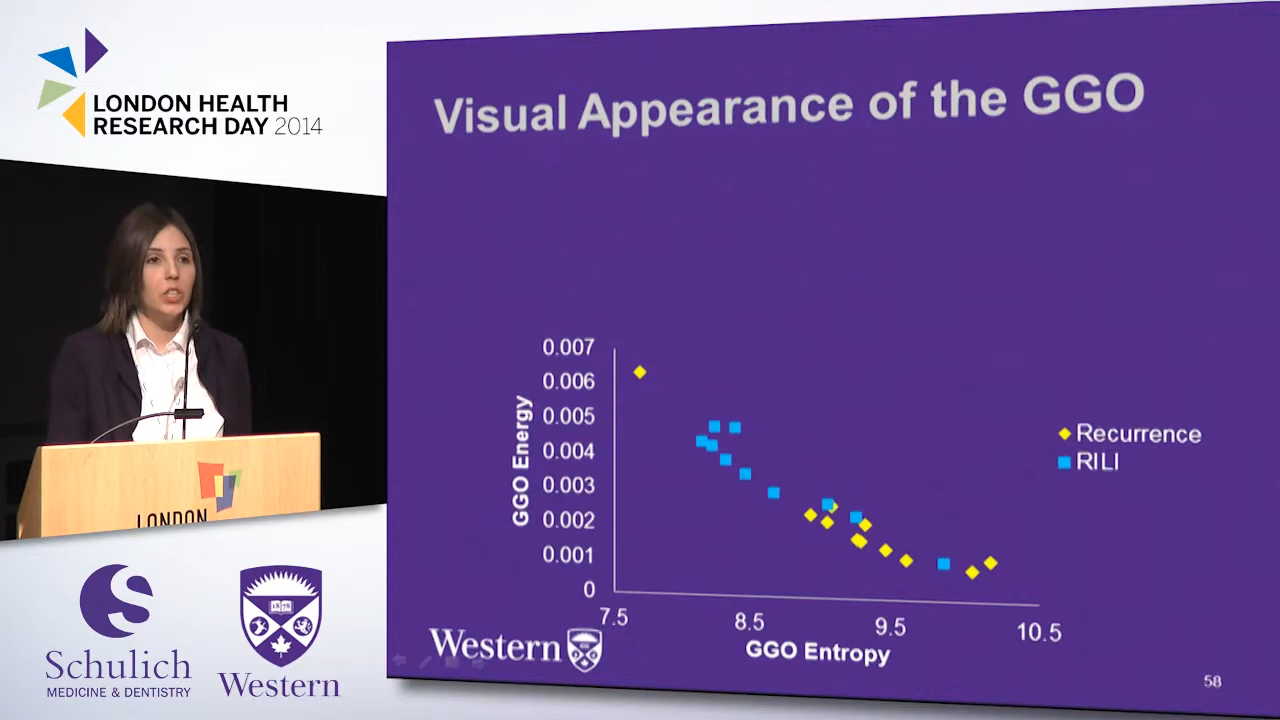 LONDON HEALTH
RESEARCH DAY 2014
LONDON
Schulich
MEDICINE & DENTISTRY
1878
Western
Visual Appearance of the GGO
0.007
0.006
0.005
0.004
0.003
0.002
0.001
0
GGO Energy
7.5
8.5
9.5
10.5
GGO Entropy
Recurrence
RILI
Western
58